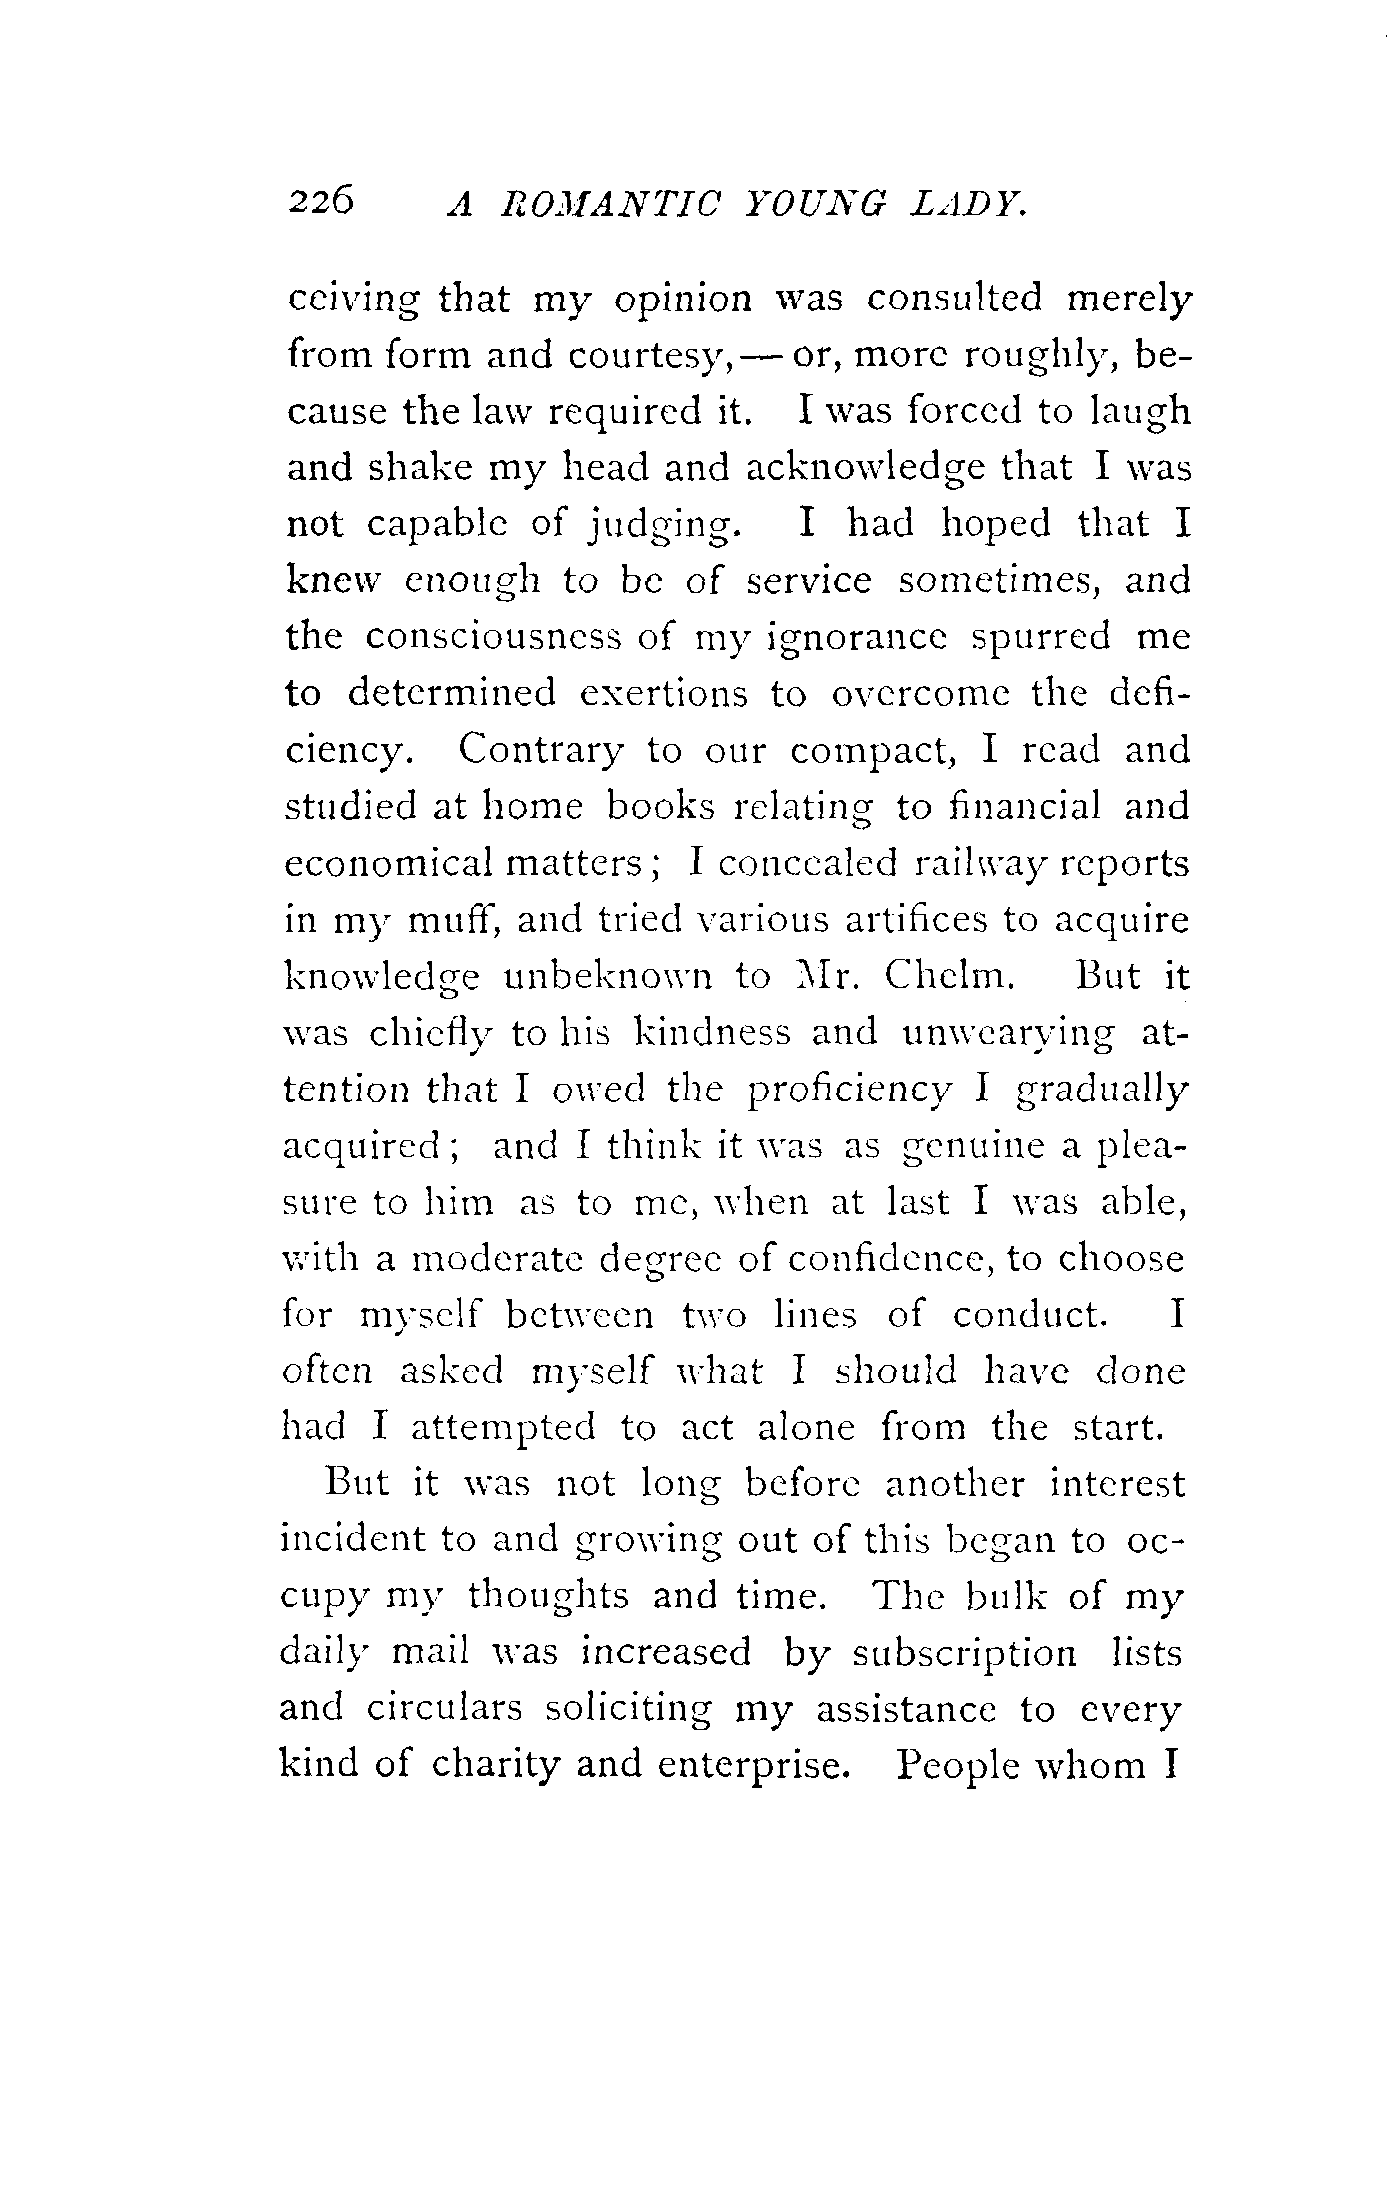 226 A ROMANTIC YOUNG LADY.
ceiving that my opinion was consulted merely
from form and courtesy,— or, more roughly, be-
cause the law required it. I was forced to laugh
and shake my head and acknowledge that I was
not capable of judging. I had hoped that I
knew enough to be of service sometimes, and
the consciousness of my ignorance spurred me
to determined exertions to overcome the defi-
ciency. Contrary to our compact, I read and
studied at home books relating to financial and
economical matters; I concealed railway reports
in my muff, and tried various artifices to acquire
knowledge unbeknown to Mr. Chelm. But it
was chiefly to his kindness and unwearying at-
tention that I owed the proficiency I gradually
acquired; and I think it was as genuine a plea-
sure to him as to me, when at last I was able,
with a moderate degree of confidence, to choose
for myself between two lines of conduct. I
often asked myself what I should have done
had I attempted to act alone from the start.
But it was not long before another interest
incident to and growing out of this began to oc-
cupy my thoughts and time. The bulk of my
daily mail was increased by subscription lists
and circulars soliciting my assistance to every
kind of charity and enterprise. People whom I